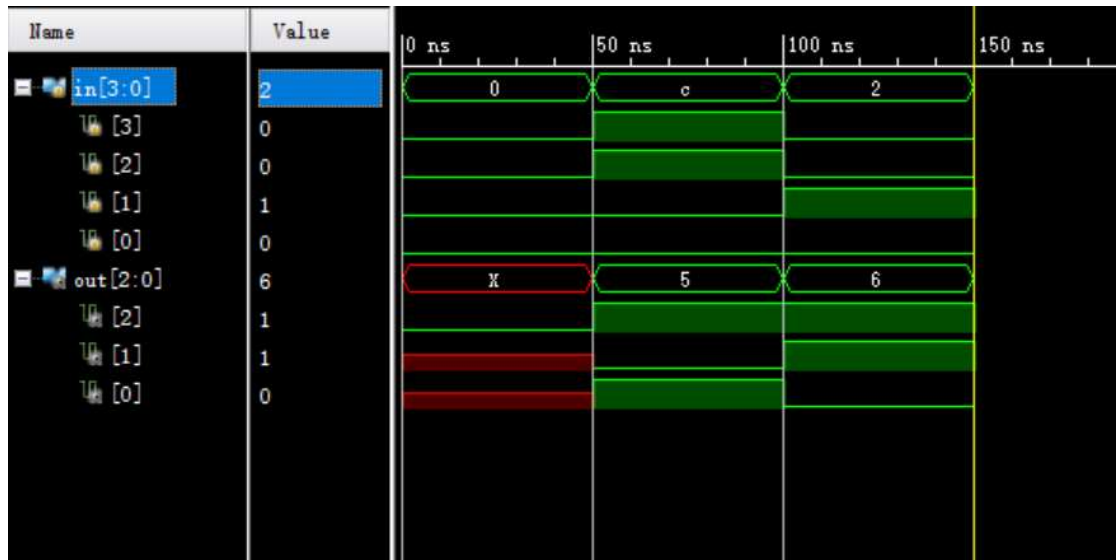 Name Value 0 ns 50 ns 100 ns 150 ns
in[3:0] 2 0 c 2
[3] 0
[2] 0
[1] 1
[0] 0
out[2:0] 6 X 5 6
[2] 1
[1] 1
[0] 0